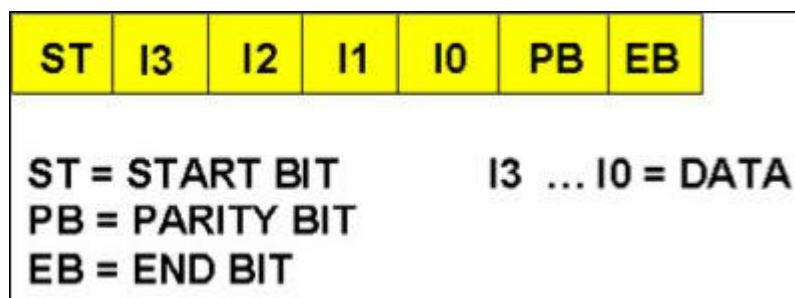 ST I3 I2 I1 I0 PB EB
ST = START BIT I3 ... I0 = DATA
PB = PARITY BIT
EB = END BIT